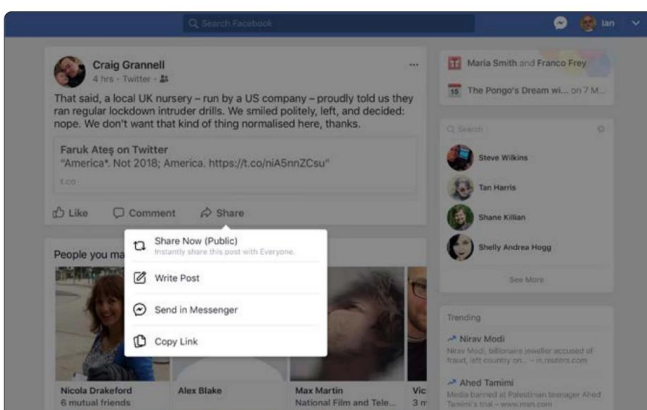 Search Facebook
Ian
Craig Grannell
4 hrs · Twitter ·
That said, a local UK nursery – run by a US company – proudly told us they
ran regular lockdown intruder drills. We smiled politely, left, and decided:
nope. We don't want that kind of thing normalised here, thanks.
Faruk Ateş on Twitter
"America*. Not 2018; America. https://t.co/niA5nnZCsu"
t.co
Like
Comment
Share
Share Now (Public)
Instantly share this post with Everyone.
Write Post
Send in Messenger
Copy Link
People you ma
Nicola Drakeford
6 mutual friends
Alex Blake
Max Martin
National Film and Tele...
Vic
3 m
Maria Smith and Franco Frey
The Pongo's Dream wi... on 7 M...
Search
Steve Wilkins
Tan Harris
Shane Killian
Shelly Andrea Hogg
See More
Trending
Nirav Modi
Nirav Modi, billionaire jeweller accused of
fraud, left country on... – in.reuters.com
Ahed Tamimi
Media banned at Palestinian teenager Ahed
Tamimi's trial – www.msn.com